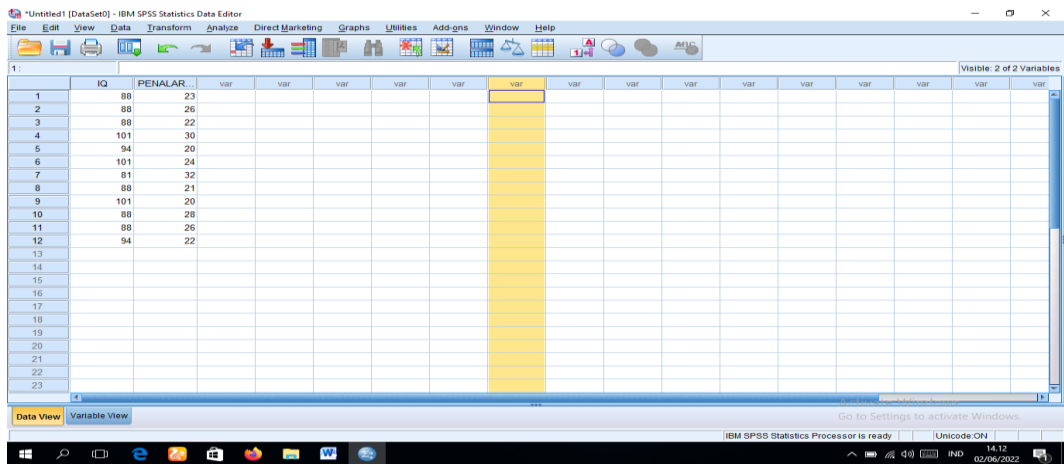 *Untitled1 [DataSet0] - IBM SPSS Statistics Data Editor
File Edit View Data Transform Analyze Direct Marketing Graphs Utilities Add-ons Window Help
1 : Visible: 2 of 2 Variables
IQ PENALAR... var var var var var var var var var var var var var var var
1 88 23
2 88 26
3 88 22
4 101 30
5 94 20
6 101 24
7 81 32
8 88 21
9 101 20
10 88 28
11 88 26
12 94 22
13
14
15
16
17
18
19
20
21
22
23
Data View Variable View
Go to Settings to activate Windows.
IBM SPSS Statistics Processor is ready Unicode:ON
IND 14.12
02/06/2022